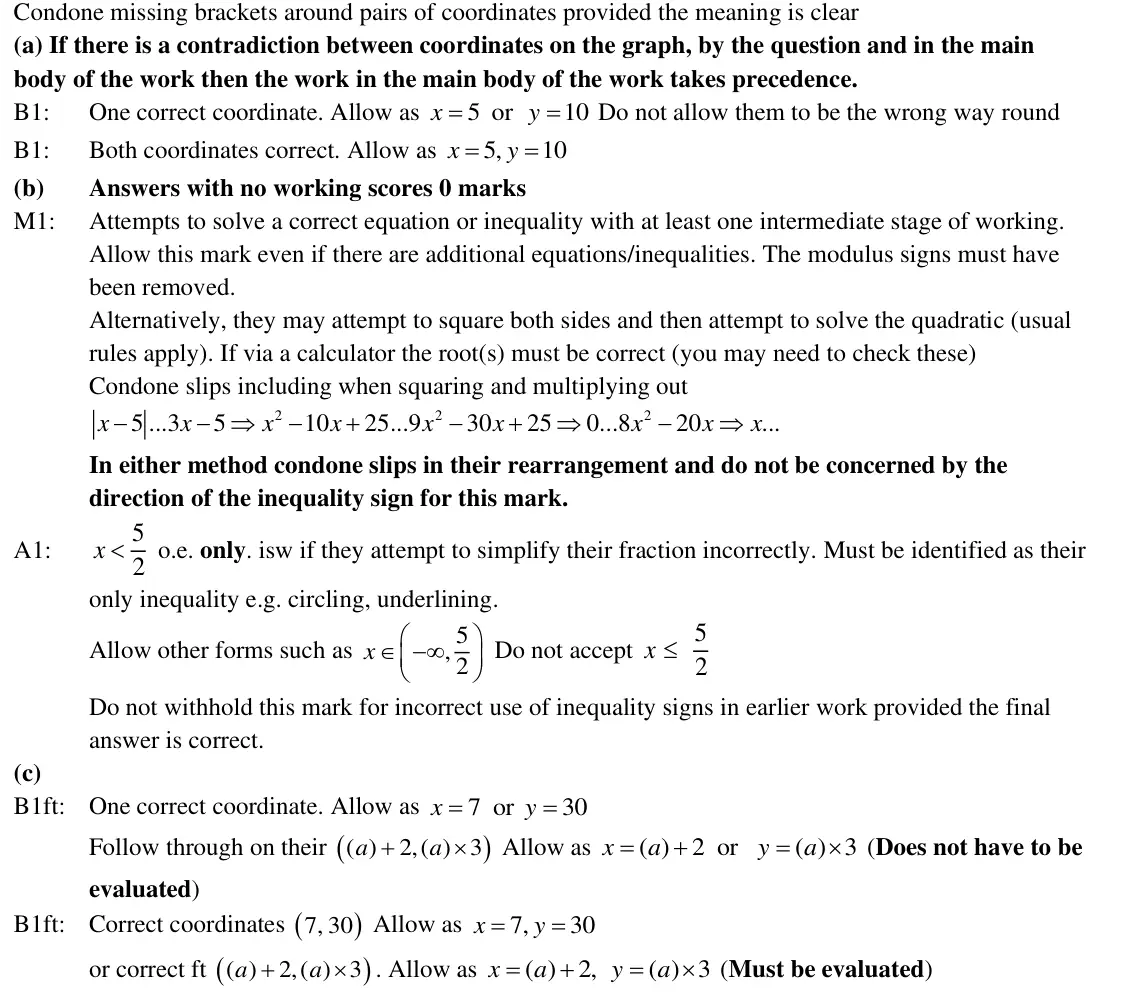 Condone missing brackets around pairs of coordinates provided the meaning is clear
(a) If there is a contradiction between coordinates on the graph, by the question and in the main
body of the work then the work in the main body of the work takes precedence.
B1: One correct coordinate. Allow as x = 5 or y = 10 Do not allow them to be the wrong way round
B1: Both coordinates correct. Allow as x = 5, y = 10
(b) Answers with no working scores 0 marks
M1: Attempts to solve a correct equation or inequality with at least one intermediate stage of working.
Allow this mark even if there are additional equations/inequalities. The modulus signs must have
been removed.
Alternatively, they may attempt to square both sides and then attempt to solve the quadratic (usual
rules apply). If via a calculator the root(s) must be correct (you may need to check these)
Condone slips including when squaring and multiplying out
|x − 5|...3x − 5 ⇒ x² − 10x + 25...9x² − 30x + 25 ⇒ 0...8x² − 20x ⇒ x...
In either method condone slips in their rearrangement and do not be concerned by the
direction of the inequality sign for this mark.
A1: x < 5/2 o.e. only. isw if they attempt to simplify their fraction incorrectly. Must be identified as their
only inequality e.g. circling, underlining.
Allow other forms such as x ∈ (−∞, 5/2) Do not accept x ≤ 5/2
Do not withhold this mark for incorrect use of inequality signs in earlier work provided the final
answer is correct.
(c)
B1ft: One correct coordinate. Allow as x = 7 or y = 30
Follow through on their ((a) + 2, (a) × 3) Allow as x = (a) + 2 or y = (a) × 3 (Does not have to be
evaluated)
B1ft: Correct coordinates (7, 30) Allow as x = 7, y = 30
or correct ft ((a) + 2, (a) × 3). Allow as x = (a) + 2, y = (a) × 3 (Must be evaluated)